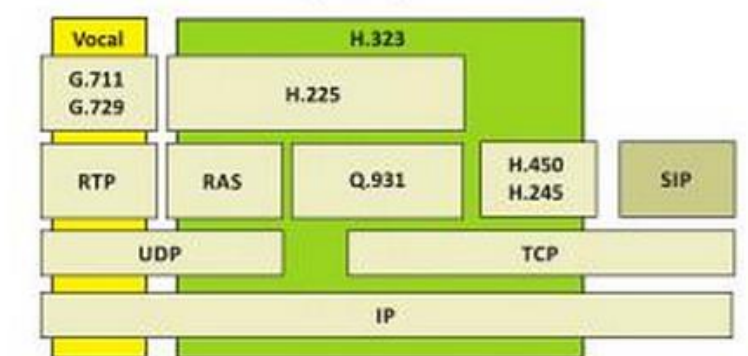 Vocal
H.323
G.711
G.729
H.225
RTP
RAS
Q.931
H.450
H.245
SIP
UDP
TCP
IP